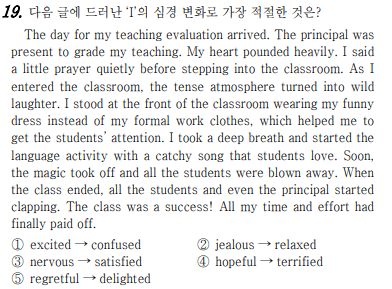 19. 다음 글에 드러난 ‘I’의 심경 변화로 가장 적절한 것은?
The day for my teaching evaluation arrived. The principal was
present to grade my teaching. My heart pounded heavily. I said
a little prayer quietly before stepping into the classroom. As I
entered the classroom, the tense atmosphere turned into wild
laughter. I stood at the front of the classroom wearing my funny
dress instead of my formal work clothes, which helped me to
get the students’ attention. I took a deep breath and started the
language activity with a catchy song that students love. Soon,
the magic took off and all the students were blown away. When
the class ended, all the students and even the principal started
clapping. The class was a success! All my time and effort had
finally paid off.
① excited → confused ② jealous → relaxed
③ nervous → satisfied ④ hopeful → terrified
⑤ regretful → delighted